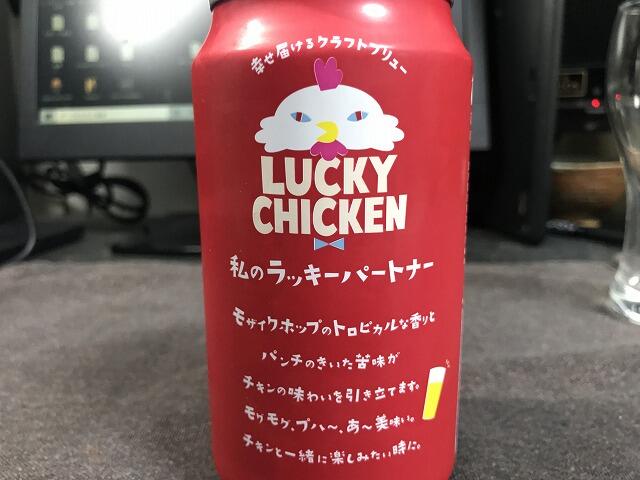 幸せ届けるクラフトブリュー
LUCKY
CHICKEN
私のラッキーパートナー
モザイクホップのトロピカルな香りと
パンチのきいた苦味が
チキンの味わいを引き立てます。
モグモグ、プハ〜、あ〜美味い。
チキンと一緒に楽しみたい時に。